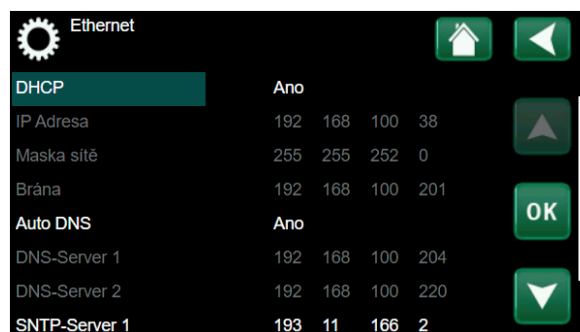 Ethernet
DHCP Ano
IP Adresa 192 168 100 38
Maska sítě 255 255 252 0
Brána 192 168 100 201
Auto DNS Ano
OK
DNS-Server 1 192 168 100 204
DNS-Server 2 192 168 100 220
SNTP-Server 1 193 11 166 2